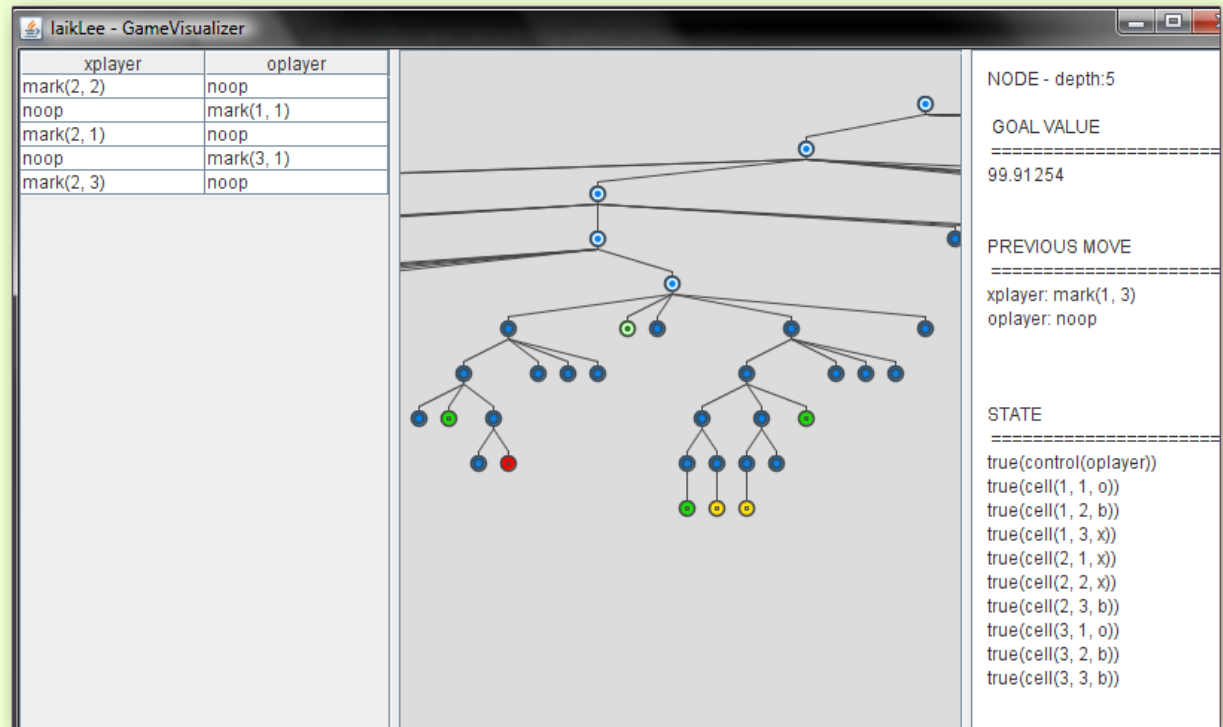 laikLee - GameVisualizer
xplayer oplayer
mark(2, 2) noop
noop mark(1, 1)
mark(2, 1) noop
noop mark(3, 1)
mark(2, 3) noop
NODE - depth:5
GOAL VALUE
========================
99.91254
PREVIOUS MOVE
========================
xplayer: mark(1, 3)
oplayer: noop
STATE
========================
true(control(oplayer))
true(cell(1, 1, o))
true(cell(1, 2, b))
true(cell(1, 3, x))
true(cell(2, 1, x))
true(cell(2, 2, x))
true(cell(2, 3, b))
true(cell(3, 1, o))
true(cell(3, 2, b))
true(cell(3, 3, b))